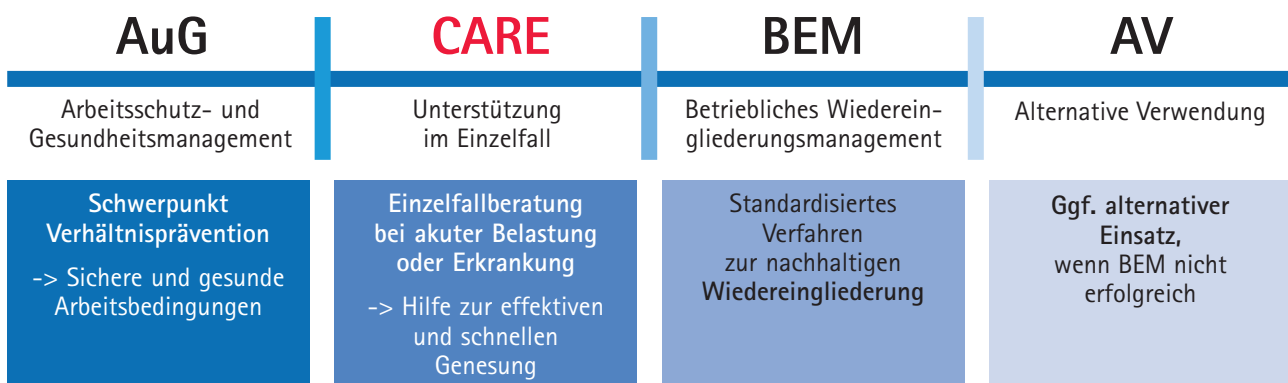 AuG
Arbeitsschutz- und
Gesundheitsmanagement
Schwerpunkt
Verhältnisprävention
-> Sichere und gesunde
Arbeitsbedingungen
CARE
Unterstützung
im Einzelfall
Einzelfallberatung
bei akuter Belastung
oder Erkrankung
-> Hilfe zur effektiven
und schnellen
Genesung
BEM
Betriebliches Wiederein-
gliederungsmanagement
Standardisiertes
Verfahren
zur nachhaltigen
Wiedereingliederung
AV
Alternative Verwendung
Ggf. alternativer
Einsatz,
wenn BEM nicht
erfolgreich